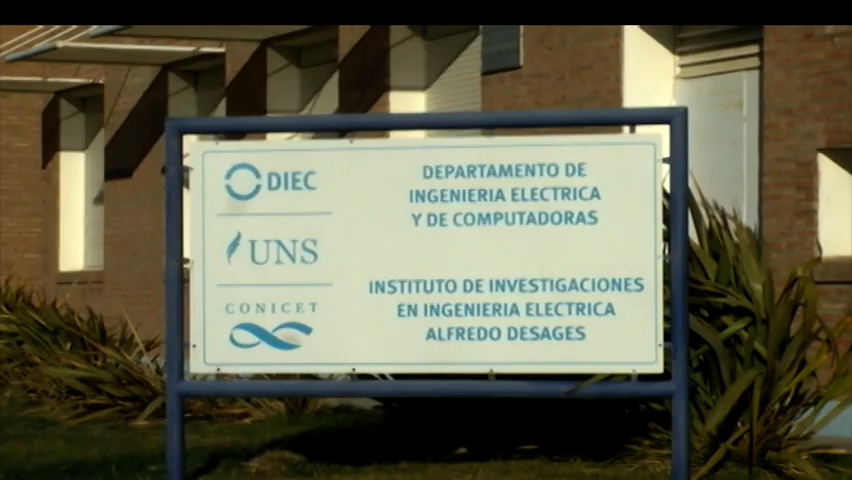 DIEC
UNS
CONICET
DEPARTAMENTO DE
INGENIERIA ELECTRICA
Y DE COMPUTADORAS
INSTITUTO DE INVESTIGACIONES
EN INGENIERIA ELECTRICA
ALFREDO DESAGES